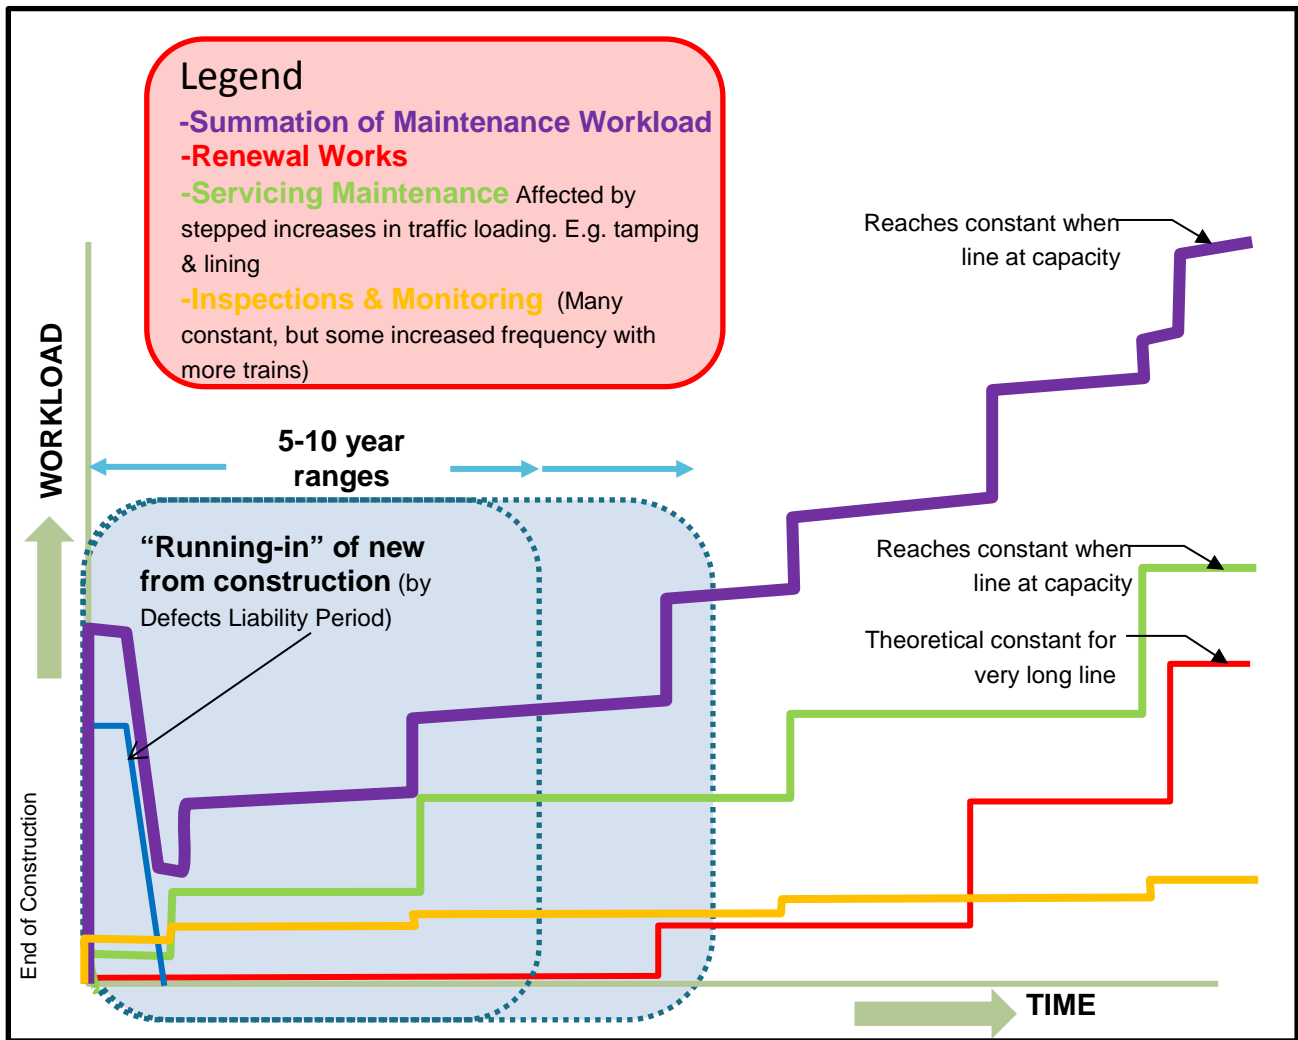 Legend
-Summation of Maintenance Workload
-Renewal Works
-Servicing Maintenance Affected by
stepped increases in traffic loading. E.g. tamping
& lining
-Inspections & Monitoring (Many
constant, but some increased frequency with
more trains)
Reaches constant when
line at capacity
WORKLOAD
5-10 year
ranges
“Running-in” of new
from construction (by
Defects Liability Period)
Reaches constant when
line at capacity
Theoretical constant for
very long line
End of Construction
TIME